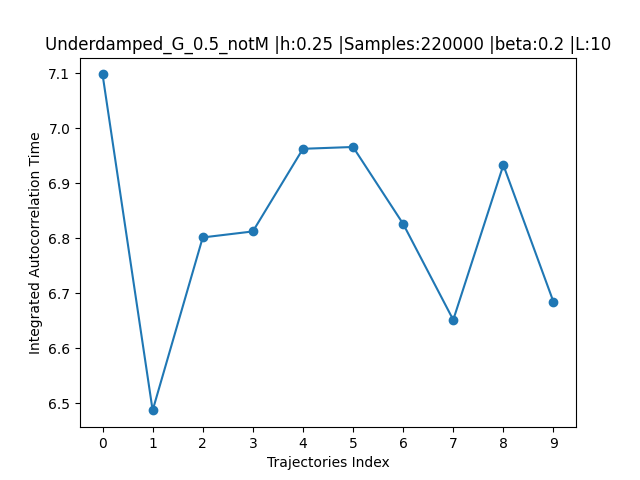 Underdamped_G_0.5_notM |h:0.25 |Samples:220000 |beta:0.2 |L:10
Integrated Autocorrelation Time
7.1
7.0
6.9
6.8
6.7
6.6
6.5
0 1 2 3 4 5 6 7 8 9
Trajectories Index